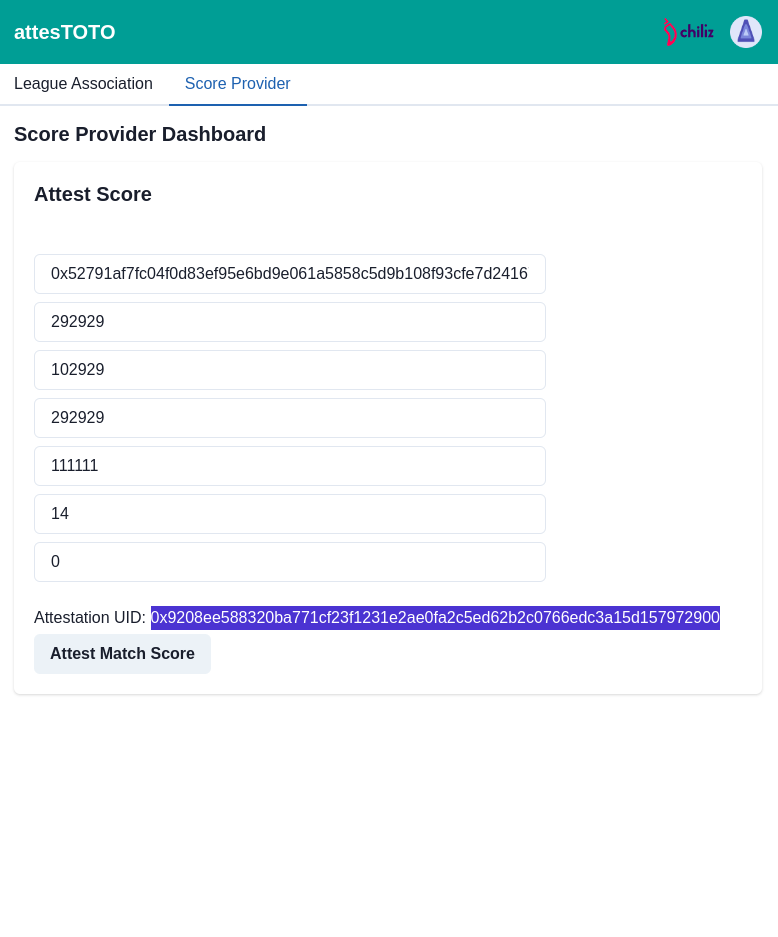 attesTOTO
chiliz
League Association
Score Provider
Score Provider Dashboard
Attest Score
0x52791af7fc04f0d83ef95e6bd9e061a5858c5d9b108f93cfe7d2416
292929
102929
292929
111111
14
0
Attestation UID: 0x9208ee588320ba771cf23f1231e2ae0fa2c5ed62b2c0766edc3a15d157972900
Attest Match Score